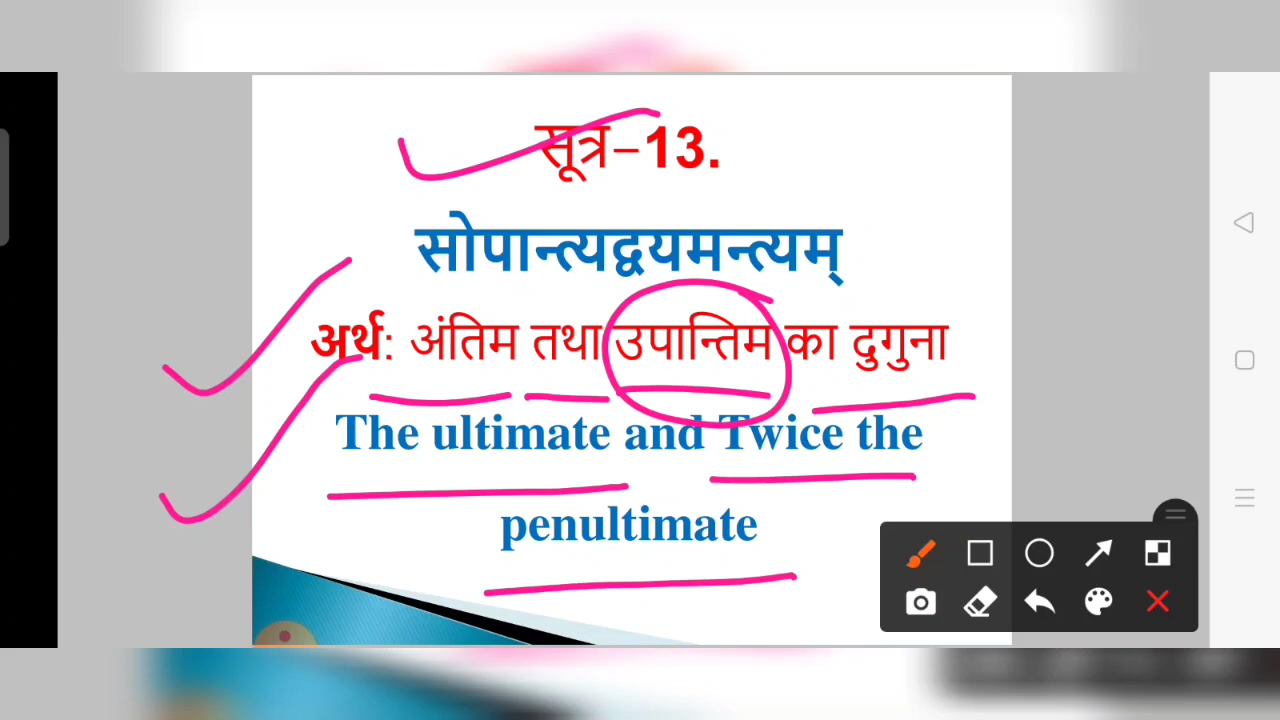 सूत्र–13.
सोपान्त्यद्वयमन्त्यम्
अर्थ: अंतिम तथा उपान्तिम का दुगुना
The ultimate and Twice the
penultimate